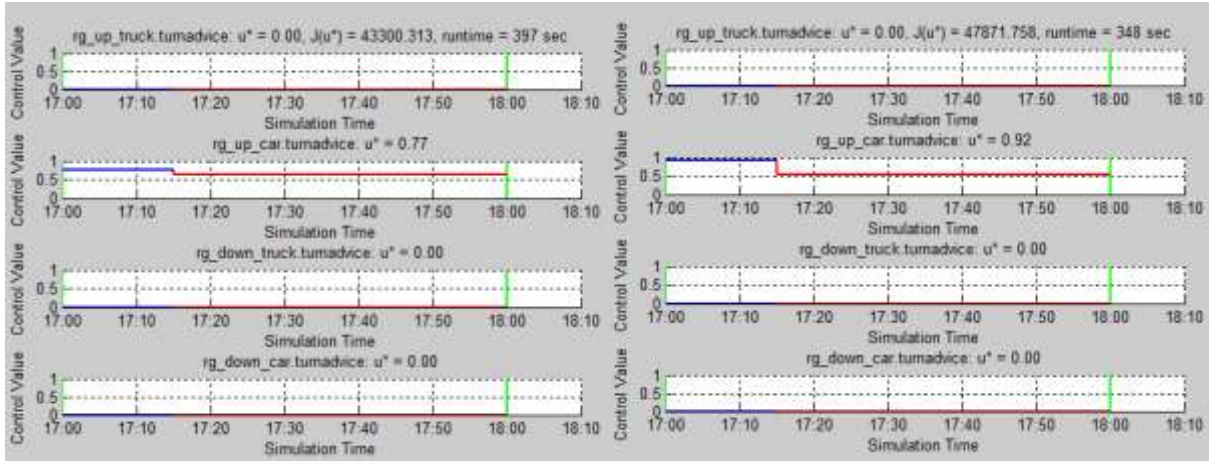 rg_up_truck.turnadvice: u* = 0.00, J(u*) = 43300.313, runtime = 397 sec
Control Value
1
0.5
0
17:00 17:10 17:20 17:30 17:40 17:50 18:00 18:10
Simulation Time
rg_up_car.turnadvice: u* = 0.77
Control Value
1
0.5
0
17:00 17:10 17:20 17:30 17:40 17:50 18:00 18:10
Simulation Time
rg_down_truck.turnadvice: u* = 0.00
Control Value
1
0.5
0
17:00 17:10 17:20 17:30 17:40 17:50 18:00 18:10
Simulation Time
rg_down_car.turnadvice: u* = 0.00
Control Value
1
0.5
0
17:00 17:10 17:20 17:30 17:40 17:50 18:00 18:10
Simulation Time
rg_up_truck.turnadvice: u* = 0.00, J(u*) = 47871.758, runtime = 348 sec
Control Value
1
0.5
0
17:00 17:10 17:20 17:30 17:40 17:50 18:00 18:10
Simulation Time
rg_up_car.turnadvice: u* = 0.92
Control Value
1
0.5
0
17:00 17:10 17:20 17:30 17:40 17:50 18:00 18:10
Simulation Time
rg_down_truck.turnadvice: u* = 0.00
Control Value
1
0.5
0
17:00 17:10 17:20 17:30 17:40 17:50 18:00 18:10
Simulation Time
rg_down_car.turnadvice: u* = 0.00
Control Value
1
0.5
0
17:00 17:10 17:20 17:30 17:40 17:50 18:00 18:10
Simulation Time